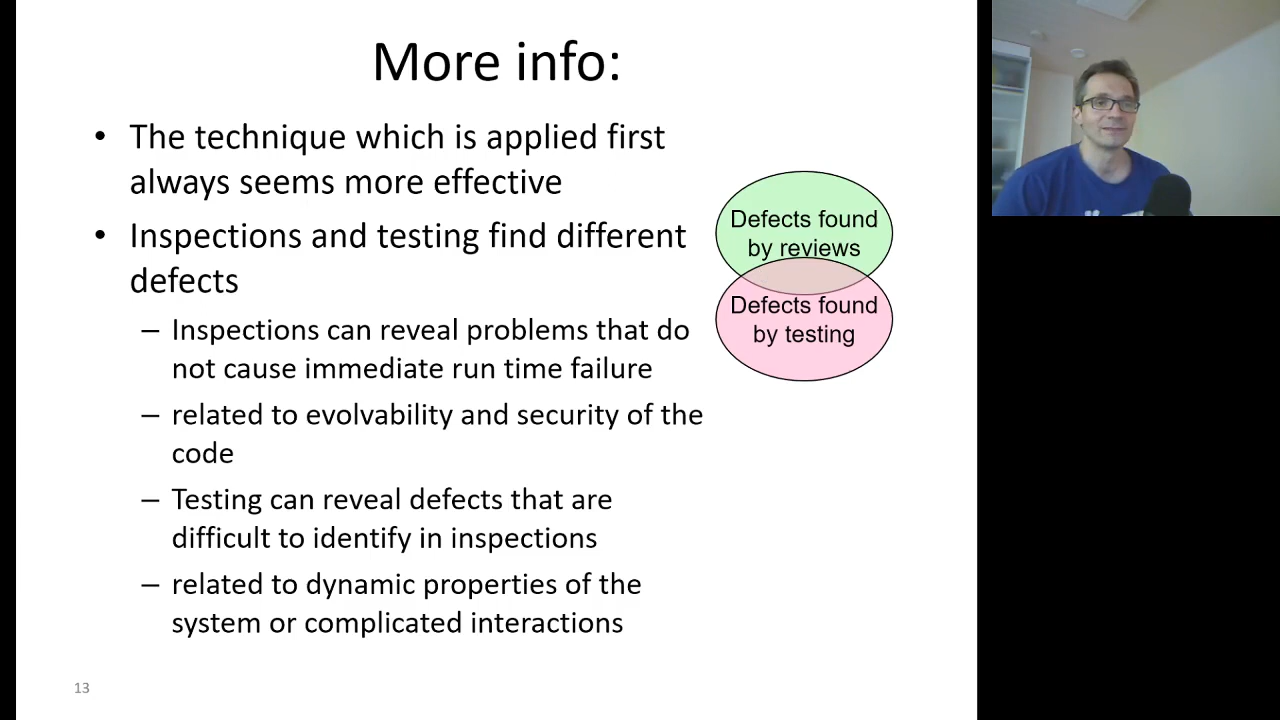 More info:
• The technique which is applied first
always seems more effective
• Inspections and testing find different
defects
– Inspections can reveal problems that do
not cause immediate run time failure
– related to evolvability and security of the
code
– Testing can reveal defects that are
difficult to identify in inspections
– related to dynamic properties of the
system or complicated interactions
Defects found
by reviews
Defects found
by testing
13